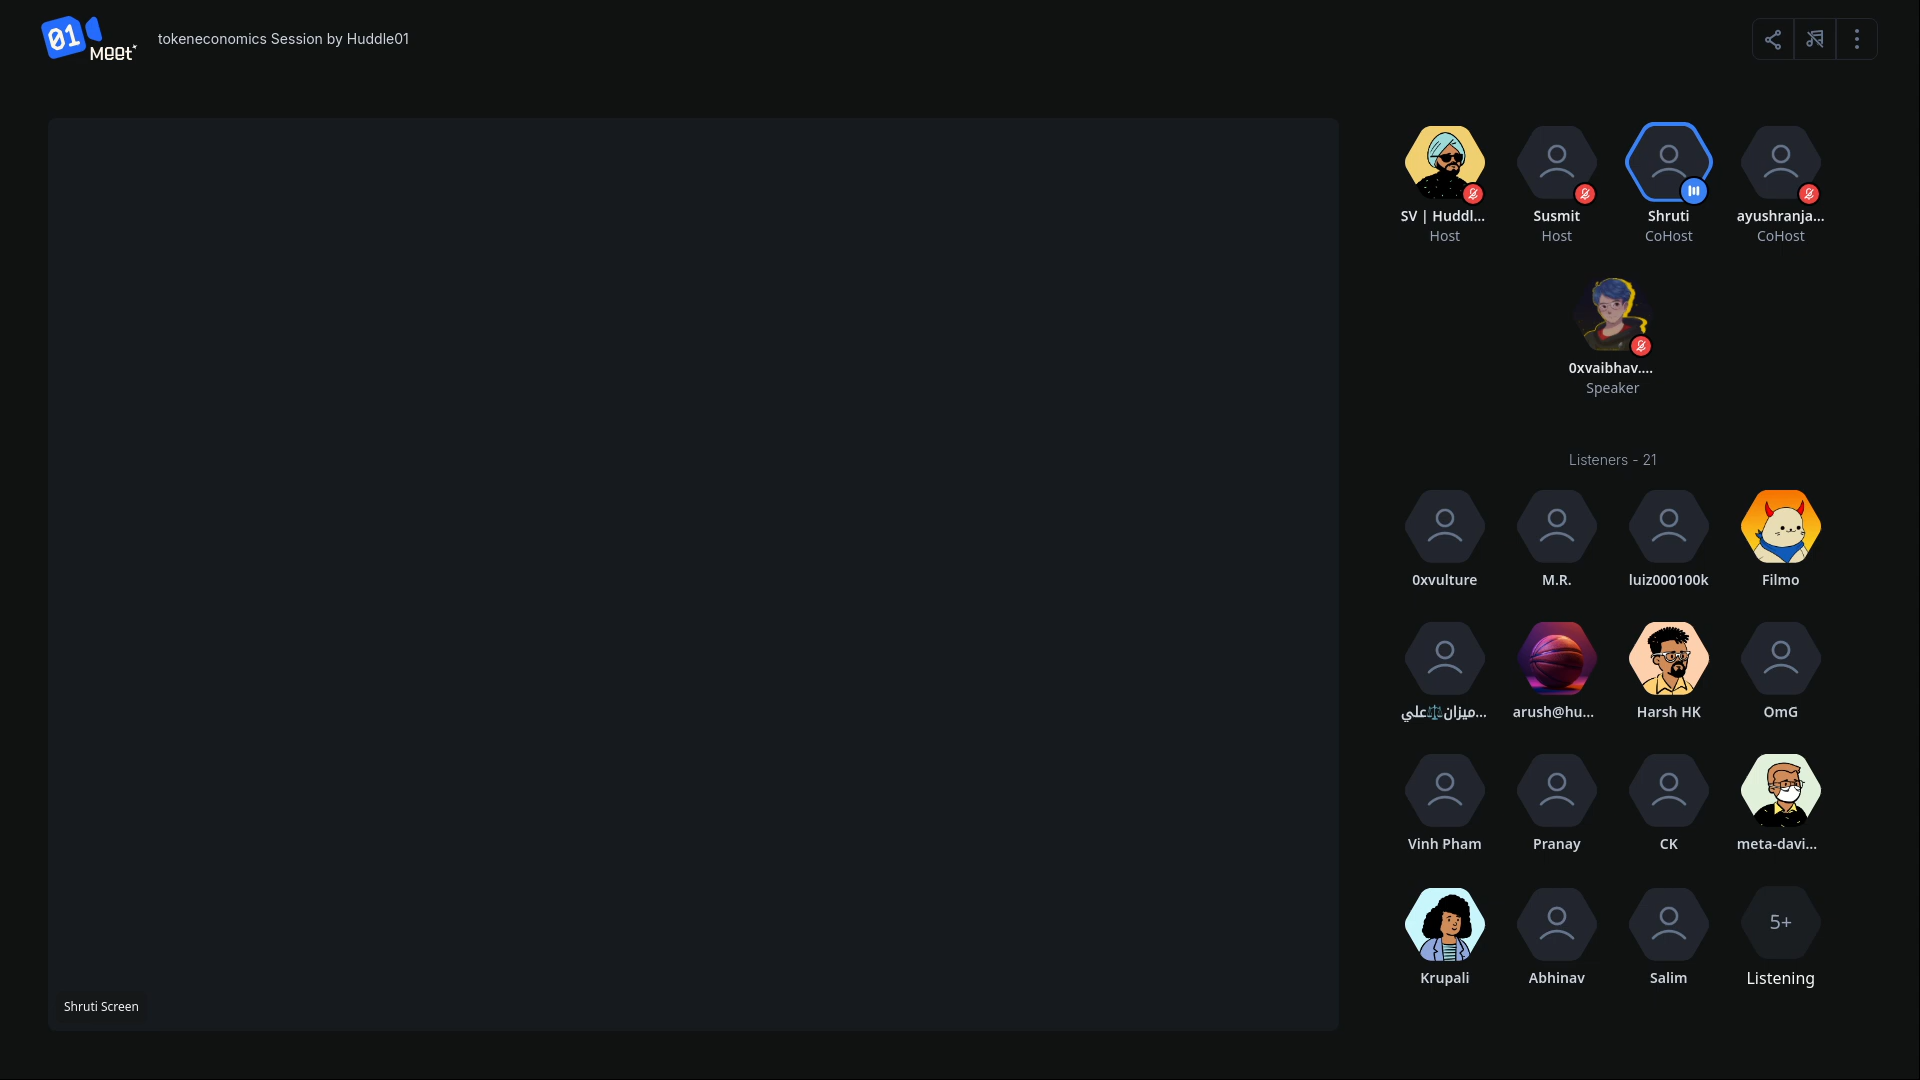 01
Meet
tokeneconomics Session by Huddle01
SV | Huddl...
Susmit
Shruti
ayushranja...
Host
Host
CoHost
CoHost
0xvaibhav....
Speaker
Listeners - 21
0xvulture
M.R.
luiz000100k
Filmo
ميزان⚖️علي...
arush@hu...
Harsh HK
OmG
Vinh Pham
Pranay
CK
meta-davi...
5+
Krupali
Abhinav
Salim
Listening
Shruti Screen